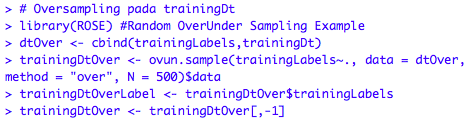 > # Oversampling pada trainingDt
> library(ROSE) #Random OverUnder Sampling Example
> dtOver <- cbind(trainingLabels,trainingDt)
> trainingDtOver <- ovun.sample(trainingLabels~., data = dtOver,
method = "over", N = 500)$data
> trainingDtOverLabel <- trainingDtOver$trainingLabels
> trainingDtOver <- trainingDtOver[,-1]